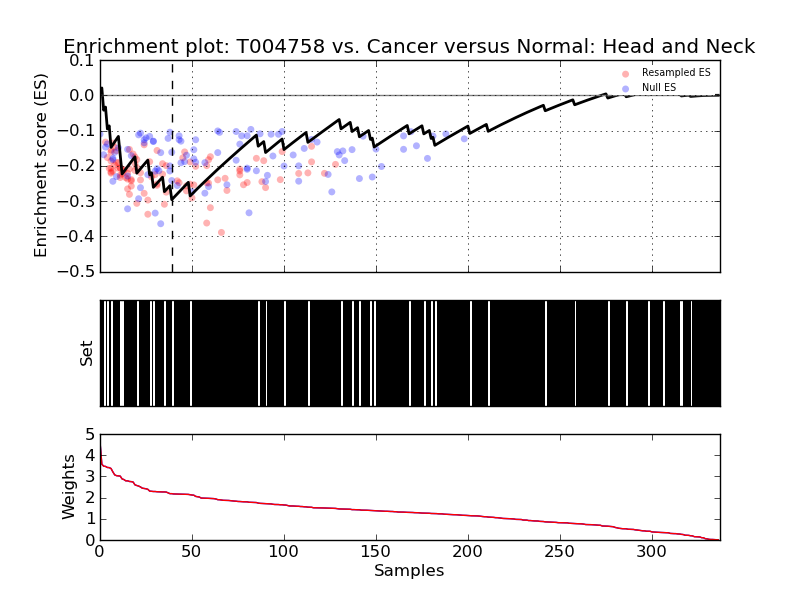 Enrichment plot: T004758 vs. Cancer versus Normal: Head and Neck
Enrichment score (ES)
0.1
0.0
−0.1
−0.2
−0.3
−0.4
−0.5
Resampled ES
Null ES
Set
Weights
5
4
3
2
1
0
0
50
100
150
200
250
300
Samples